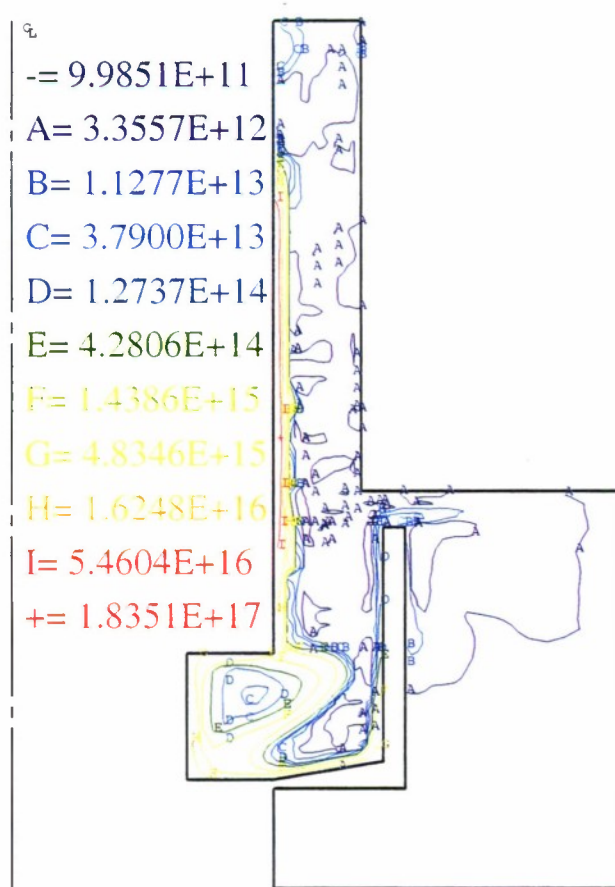 ℄
-= 9.9851E+11
A= 3.3557E+12
B= 1.1277E+13
C= 3.7900E+13
D= 1.2737E+14
E= 4.2806E+14
F= 1.4386E+15
G= 4.8346E+15
H= 1.6248E+16
I= 5.4604E+16
+= 1.8351E+17